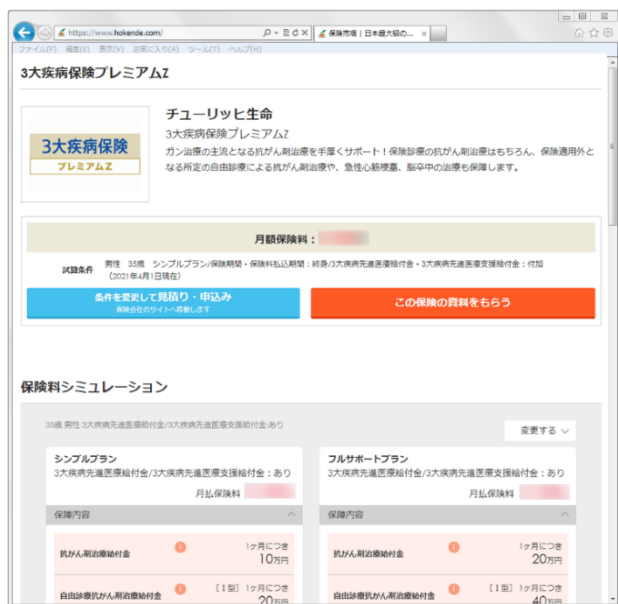 https://www.hokende.com/
保険市場｜日本最大級の...
ファイル(F) 編集(E) 表示(V) お気に入り(A) ツール(T) ヘルプ(H)
3大疾病保険プレミアムZ
3大疾病保険
プレミアムZ
チューリッヒ生命
3大疾病保険プレミアムZ
ガン治療の主流となる抗がん剤治療を手厚くサポート！保険診療の抗がん剤治療はもちろん、保険適用外と
なる所定の自由診療による抗がん剤治療や、急性心筋梗塞、脳卒中の治療も保障します。
月額保険料：
試算条件
男性 35歳 シンプルプラン/保険期間・保険料払込期間：終身/3大疾病先進医療給付金・3大疾病先進医療支援給付金：付加
（2021年4月1日現在）
条件を変更して見積り・申込み
保険会社のサイトへ移動します
この保険の資料をもらう
保険料シミュレーション
35歳 男性 3大疾病先進医療給付金/3大疾病先進医療支援給付金:あり
変更する
シンプルプラン
3大疾病先進医療給付金/3大疾病先進医療支援給付金：あり
月払保険料
保障内容
抗がん剤治療給付金
1ヶ月につき
10万円
自由診療抗がん剤治療給付金
［Ⅰ型］ 1ヶ月につき
20万円
フルサポートプラン
3大疾病先進医療給付金/3大疾病先進医療支援給付金：あり
月払保険料
保障内容
抗がん剤治療給付金
1ヶ月につき
20万円
自由診療抗がん剤治療給付金
［Ⅰ型］ 1ヶ月につき
40万円